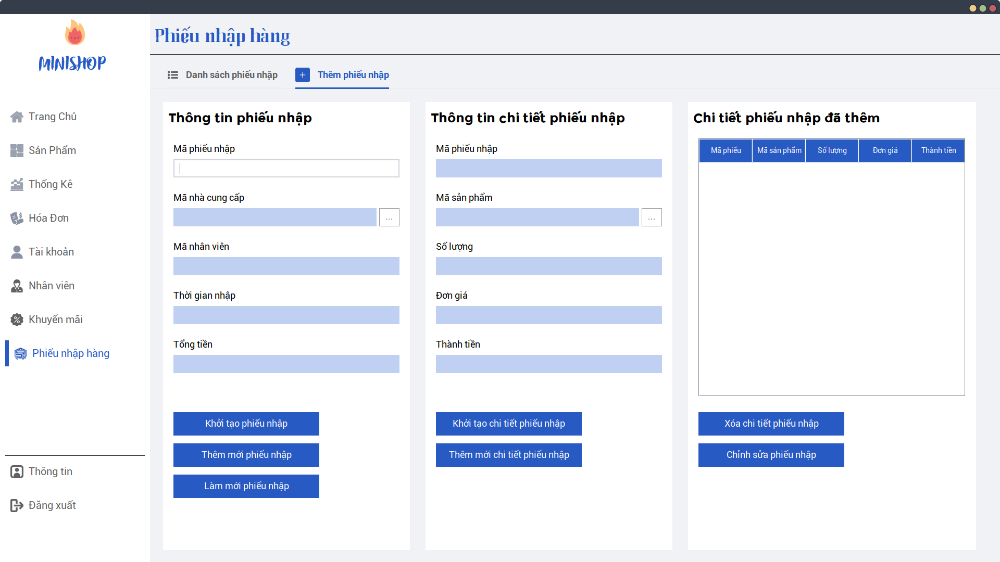 MINISHOP
Trang Chủ
Sản Phẩm
Thống Kê
Hóa Đơn
Tài khoản
Nhân viên
Khuyến mãi
Phiếu nhập hàng
Thông tin
Đăng xuất
Phiếu nhập hàng
Danh sách phiếu nhập
Thêm phiếu nhập
Thông tin phiếu nhập
Mã phiếu nhập
Mã nhà cung cấp
...
Mã nhân viên
Thời gian nhập
Tổng tiền
Khởi tạo phiếu nhập
Thêm mới phiếu nhập
Làm mới phiếu nhập
Thông tin chi tiết phiếu nhập
Mã phiếu nhập
Mã sản phẩm
...
Số lượng
Đơn giá
Thành tiền
Khởi tạo chi tiết phiếu nhập
Thêm mới chi tiết phiếu nhập
Chi tiết phiếu nhập đã thêm
Mã phiếu Mã sản phẩm Số lượng Đơn giá Thành tiền
Xóa chi tiết phiếu nhập
Chỉnh sửa phiếu nhập